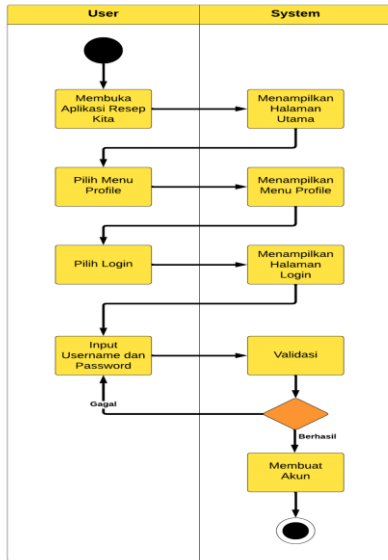 User
System
Membuka
Aplikasi Resep
Kita
Menampilkan
Halaman
Utama
Pilih Menu
Profile
Menampilkan
Menu Profile
Pilih Login
Menampilkan
Halaman
Login
Input
Username dan
Password
Validasi
Gagal
Berhasil
Membuat
Akun